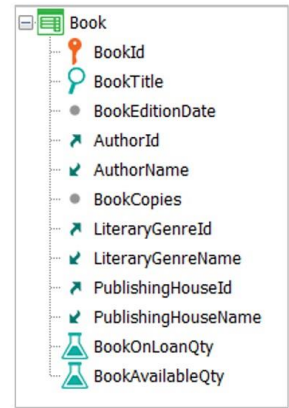 Book
BookId
BookTitle
BookEditionDate
AuthorId
AuthorName
BookCopies
LiteraryGenreId
LiteraryGenreName
PublishingHouseId
PublishingHouseName
BookOnLoanQty
BookAvailableQty